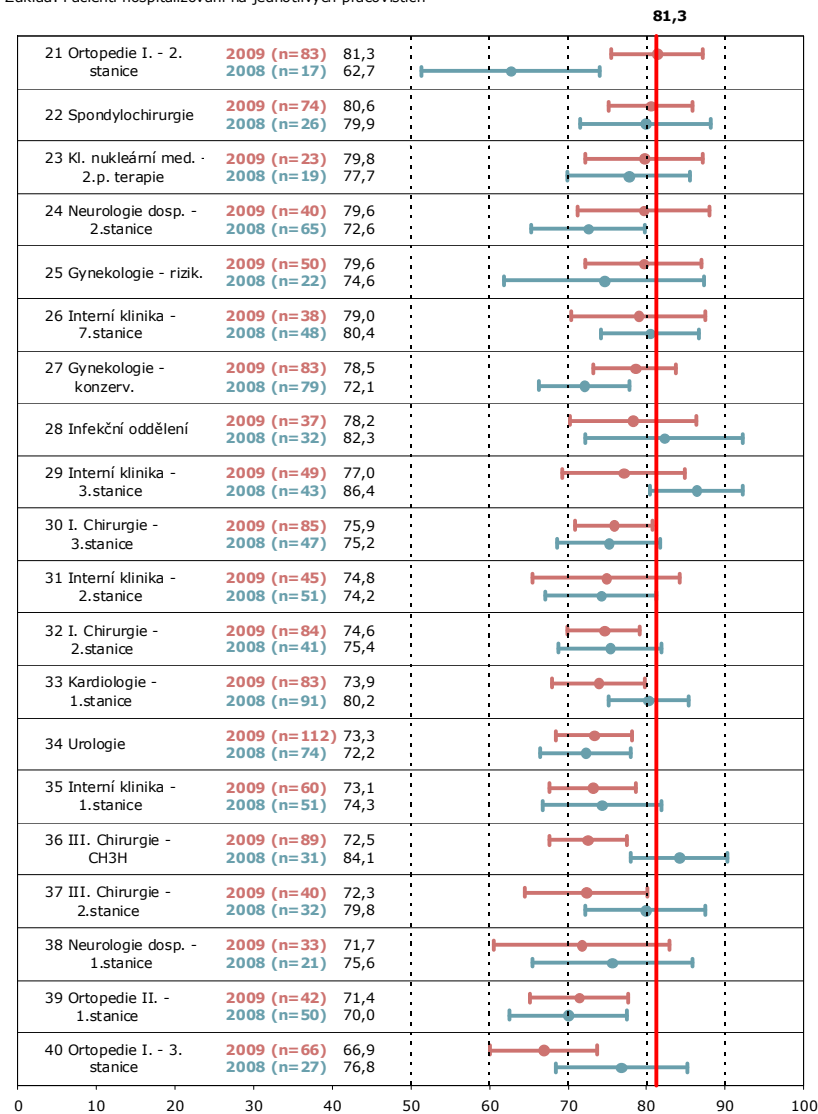 Základ: Pacienti hospitalizovaní na jednotlivých pracovištích
81,3
21 Ortopedie I. - 2. stanice
2009 (n=83) 81,3
2008 (n=17) 62,7
22 Spondylochirurgie
2009 (n=74) 80,6
2008 (n=26) 79,9
23 Kl. nukleární med. - 2.p. terapie
2009 (n=23) 79,8
2008 (n=19) 77,7
24 Neurologie dosp. - 2.stanice
2009 (n=40) 79,6
2008 (n=65) 72,6
25 Gynekologie - rizik.
2009 (n=50) 79,6
2008 (n=22) 74,6
26 Interní klinika - 7.stanice
2009 (n=38) 79,0
2008 (n=48) 80,4
27 Gynekologie - konzerv.
2009 (n=83) 78,5
2008 (n=79) 72,1
28 Infekční oddělení
2009 (n=37) 78,2
2008 (n=32) 82,3
29 Interní klinika - 3.stanice
2009 (n=49) 77,0
2008 (n=43) 86,4
30 I. Chirurgie - 3.stanice
2009 (n=85) 75,9
2008 (n=47) 75,2
31 Interní klinika - 2.stanice
2009 (n=45) 74,8
2008 (n=51) 74,2
32 I. Chirurgie - 2.stanice
2009 (n=84) 74,6
2008 (n=41) 75,4
33 Kardiologie - 1.stanice
2009 (n=83) 73,9
2008 (n=91) 80,2
34 Urologie
2009 (n=112) 73,3
2008 (n=74) 72,2
35 Interní klinika - 1.stanice
2009 (n=60) 73,1
2008 (n=51) 74,3
36 III. Chirurgie - CH3H
2009 (n=89) 72,5
2008 (n=31) 84,1
37 III. Chirurgie - 2.stanice
2009 (n=40) 72,3
2008 (n=32) 79,8
38 Neurologie dosp. - 1.stanice
2009 (n=33) 71,7
2008 (n=21) 75,6
39 Ortopedie II. - 1.stanice
2009 (n=42) 71,4
2008 (n=50) 70,0
40 Ortopedie I. - 3. stanice
2009 (n=66) 66,9
2008 (n=27) 76,8
0 10 20 30 40 50 60 70 80 90 100